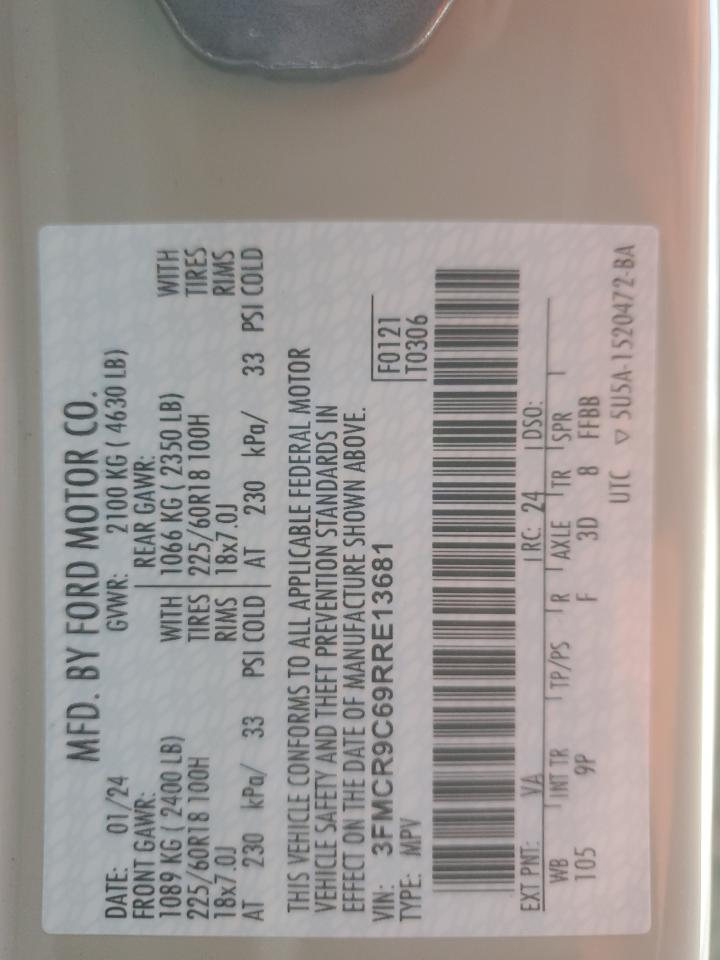 MFD. BY FORD MOTOR CO.
DATE: 01/24 GVWR: 2100 KG ( 4630 LB)
FRONT GAWR: REAR GAWR:
1089 KG ( 2400 LB) WITH 1066 KG ( 2350 LB) WITH
225/60R18 100H TIRES 225/60R18 100H TIRES
18x7.0J RIMS 18x7.0J RIMS
AT 230 kPa/ 33 PSI COLD AT 230 kPa/ 33 PSI COLD
THIS VEHICLE CONFORMS TO ALL APPLICABLE FEDERAL MOTOR
VEHICLE SAFETY AND THEFT PREVENTION STANDARDS IN
EFFECT ON THE DATE OF MANUFACTURE SHOWN ABOVE.
VIN: 3FMCR9C69RRE13681 F0121
TYPE: MPV T0306
EXT PNT: VA RC: 24 DSO:
WB INT TR TP/PS R AXLE TR SPR
105 9P F 3D 8 FFBB
UTC ▽ 5U5A-1520472-BA